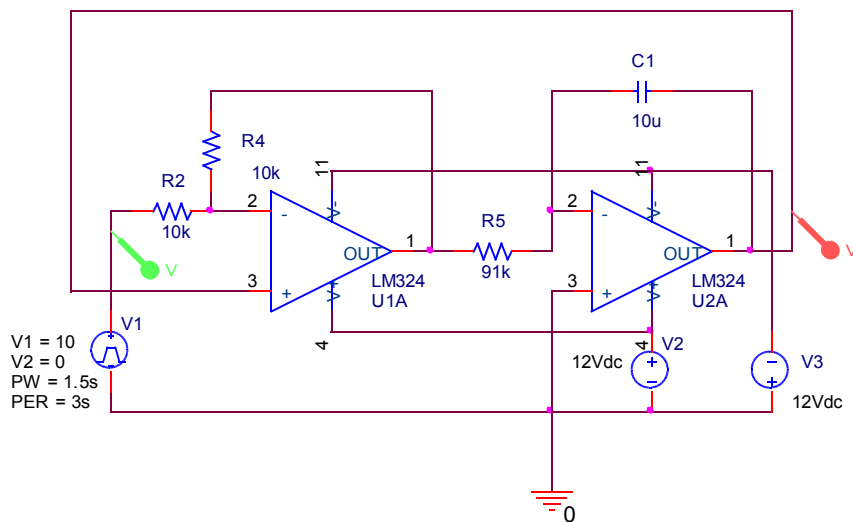 C1
10u
R4
10k
R2
10k
11
11
2
-
V-
1
OUT
3
+
V+
LM324
U1A
4
R5
91k
2
-
V-
1
OUT
3
+
V+
LM324
U2A
4
V
V
V1
V1 = 10
V2 = 0
PW = 1.5s
PER = 3s
12Vdc
V2
V3
12Vdc
0